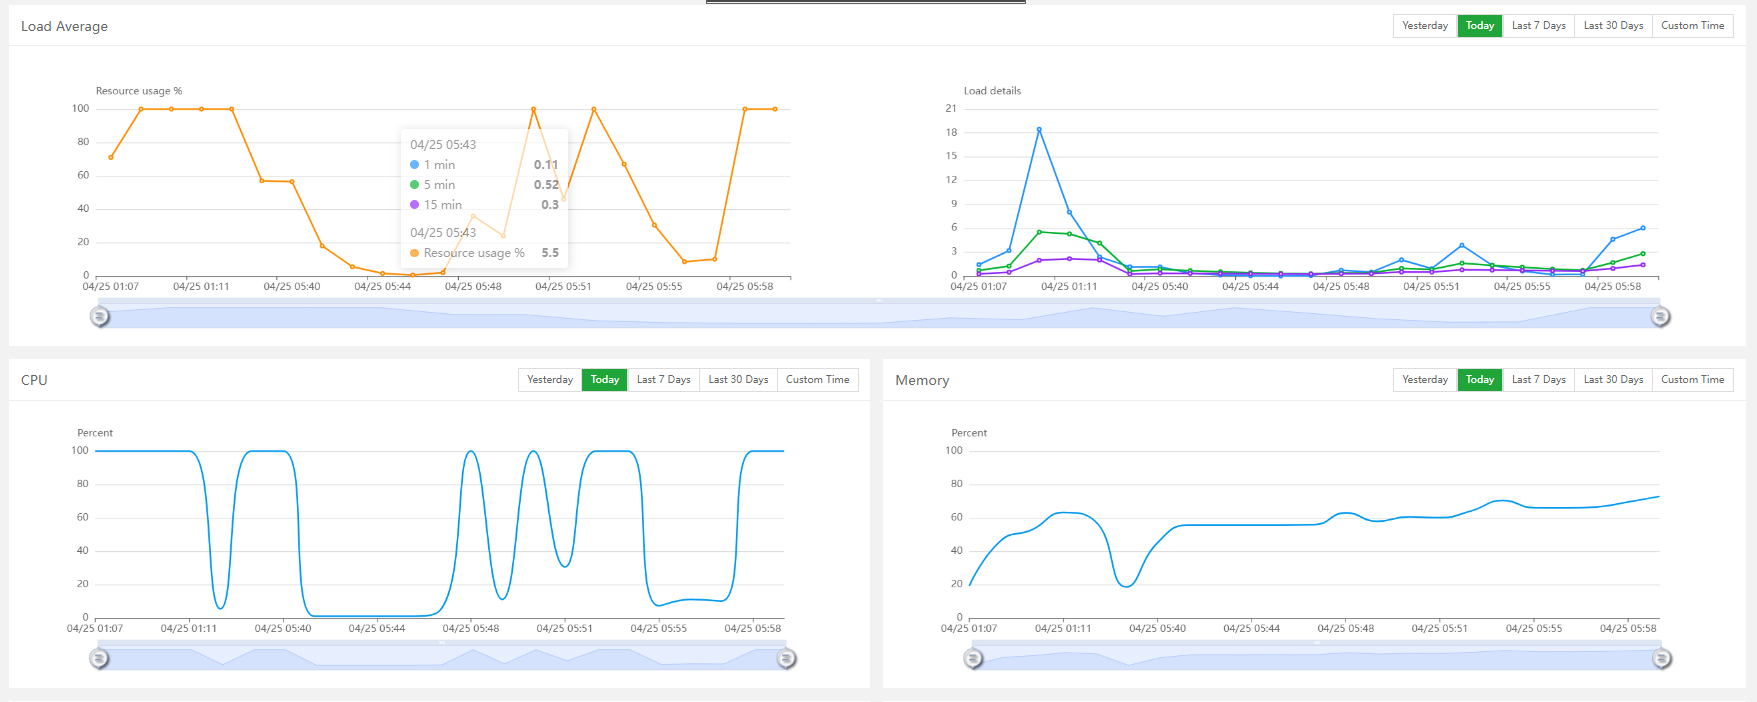 Load Average
Yesterday Today Last 7 Days Last 30 Days Custom Time
Resource usage %
100
80
60
40
20
0
04/25 01:07 04/25 01:11 04/25 05:40 04/25 05:44 04/25 05:48 04/25 05:51 04/25 05:55 04/25 05:58
04/25 05:43
1 min 0.11
5 min 0.52
15 min 0.3
04/25 05:43
Resource usage % 5.5
Load details
21
18
15
12
9
6
3
0
04/25 01:07 04/25 01:11 04/25 05:40 04/25 05:44 04/25 05:48 04/25 05:51 04/25 05:55 04/25 05:58
CPU
Yesterday Today Last 7 Days Last 30 Days Custom Time
Percent
100
80
60
40
20
0
04/25 01:07 04/25 01:11 04/25 05:40 04/25 05:44 04/25 05:48 04/25 05:51 04/25 05:55 04/25 05:58
Memory
Yesterday Today Last 7 Days Last 30 Days Custom Time
Percent
100
80
60
40
20
0
04/25 01:07 04/25 01:11 04/25 05:40 04/25 05:44 04/25 05:48 04/25 05:51 04/25 05:55 04/25 05:58